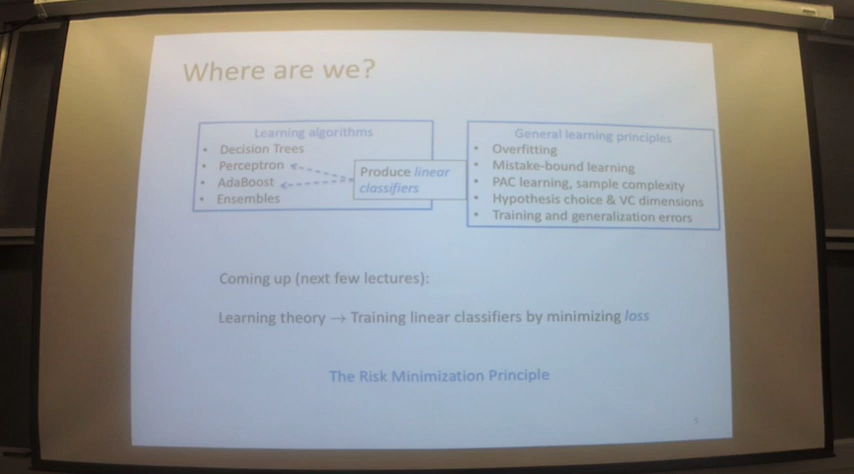 Where are we?
Learning algorithms
• Decision Trees
• Perceptron
• AdaBoost
• Ensembles
Produce linear
classifiers
General learning principles
• Overfitting
• Mistake-bound learning
• PAC learning, sample complexity
• Hypothesis choice & VC dimensions
• Training and generalization errors
Coming up (next few lectures):
Learning theory → Training linear classifiers by minimizing loss
The Risk Minimization Principle
5